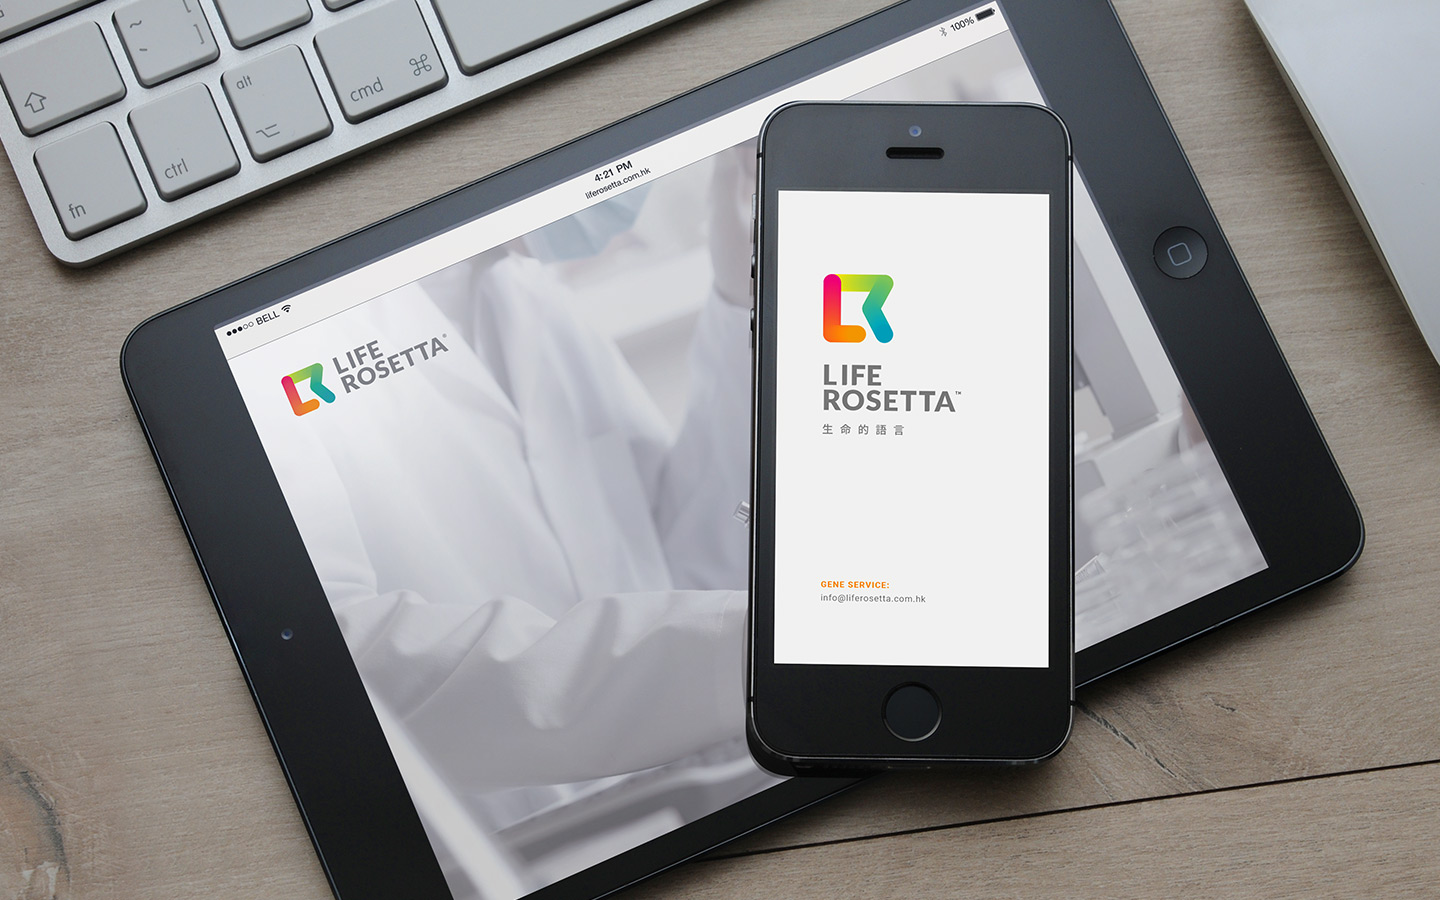 alt
cmd
ctrl
fn
100%
4:21 PM
liferosetta.com.hk
BELL
LIFE
ROSETTA®
LIFE
ROSETTA™
生命的語言
GENE SERVICE:
info@liferosetta.com.hk